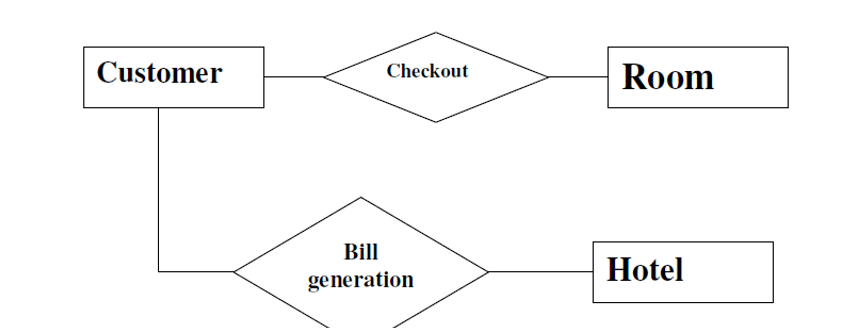 Customer
Checkout
Room
Bill
generation
Hotel